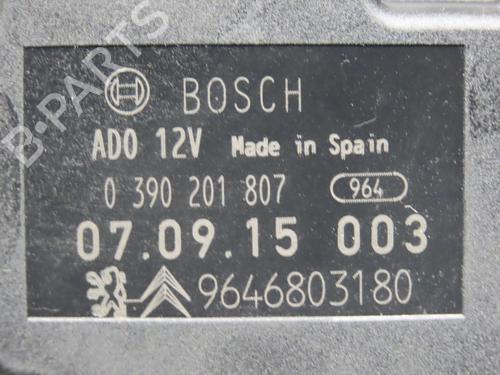 B-PARTS
BOSCH
ADO 12V Made in Spain
0 390 201 807 964
07.09.15 003
9646803180